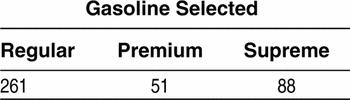 Gasoline Selected
Regular Premium Supreme
261 51 88